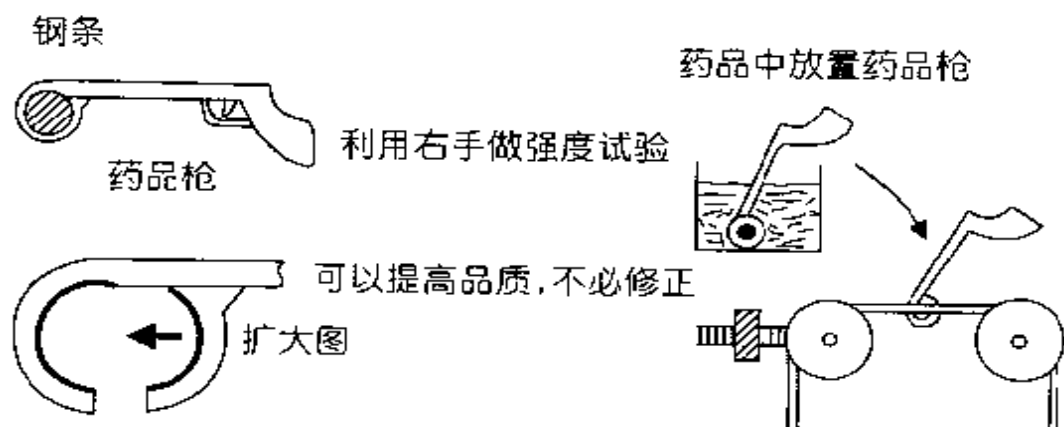 钢条
药品中放置药品枪
利用右手做强度试验
药品枪
可以提高品质,不必修正
扩大图